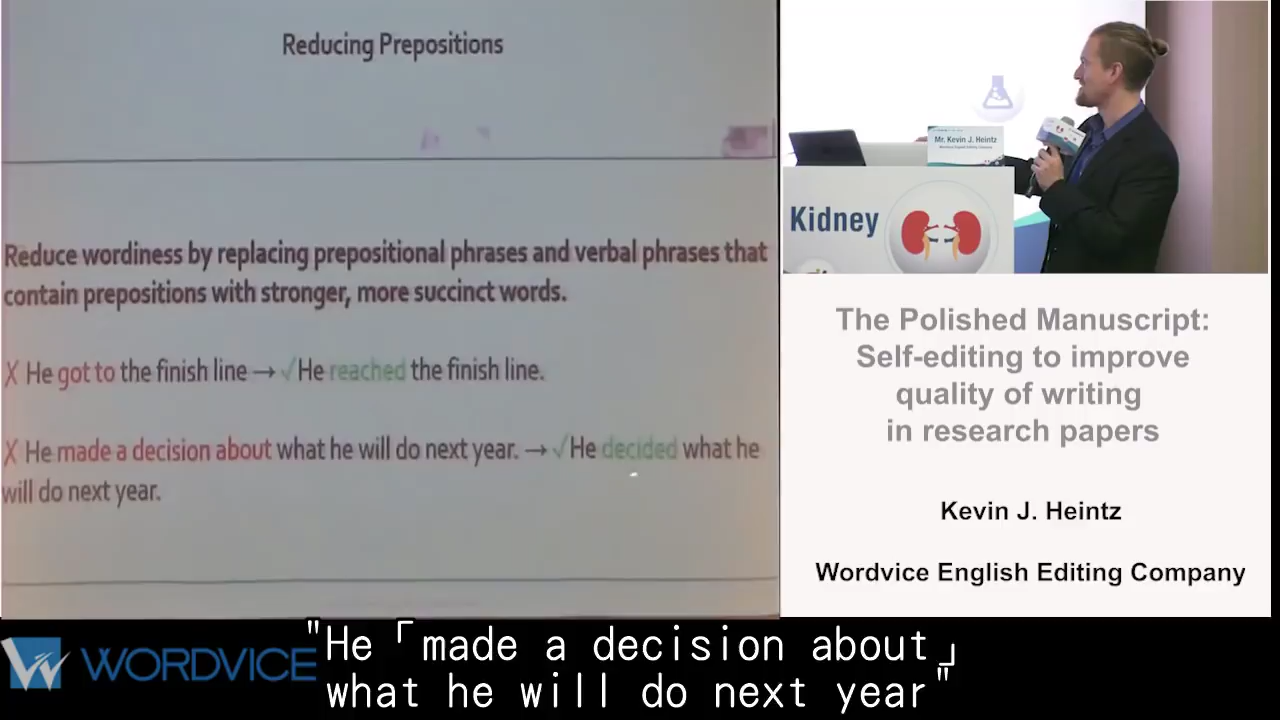 Reducing Prepositions
Reduce wordiness by replacing prepositional phrases and verbal phrases that
contain prepositions with stronger, more succinct words.
X He got to the finish line → √He reached the finish line.
X He made a decision about what he will do next year. → √He decided what he
will do next year.
Mr. Kevin J. Heintz
Kidney
The Polished Manuscript:
Self-editing to improve
quality of writing
in research papers
Kevin J. Heintz
Wordvice English Editing Company
WORDVICE
"He「made a decision about」
what he will do next year"